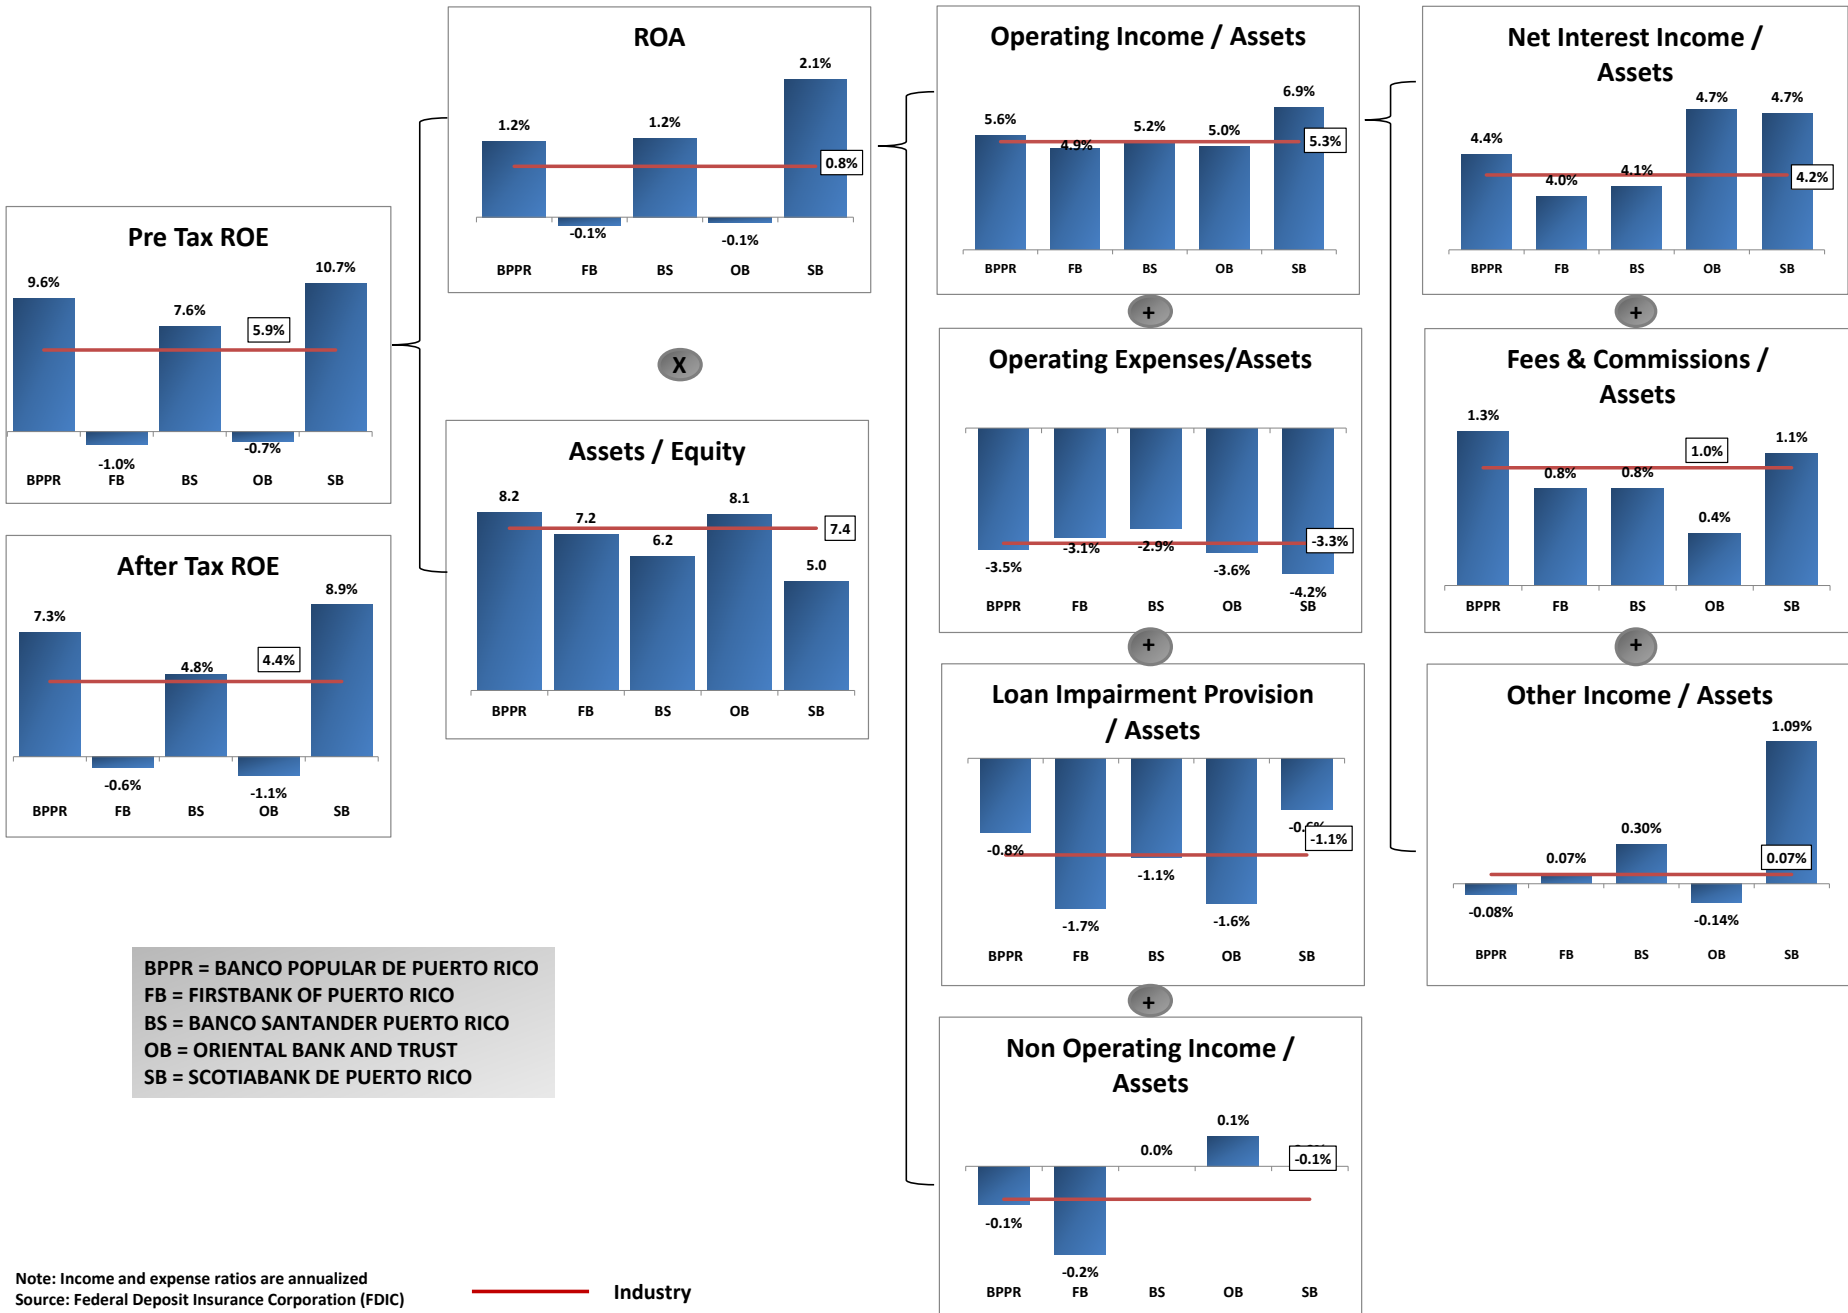 Pre Tax ROE
9.6%
-1.0%
7.6%
-0.7%
10.7%
5.9%
BPPR FB BS OB SB
After Tax ROE
7.3%
-0.6%
4.8%
-1.1%
8.9%
4.4%
BPPR FB BS OB SB
ROA
1.2%
-0.1%
1.2%
-0.1%
2.1%
0.8%
BPPR FB BS OB SB
X
Assets / Equity
8.2
7.2
6.2
8.1
5.0
7.4
BPPR FB BS OB SB
Operating Income / Assets
5.6%
4.9%
5.2%
5.0%
6.9%
5.3%
BPPR FB BS OB SB
+
Operating Expenses/Assets
-3.5%
-3.1%
-2.9%
-3.6%
-4.2%
-3.3%
BPPR FB BS OB SB
+
Loan Impairment Provision
/ Assets
-0.8%
-1.7%
-1.1%
-1.6%
-1.1%
BPPR FB BS OB SB
+
Non Operating Income /
Assets
-0.1%
-0.2%
0.0%
0.1%
-0.1%
BPPR FB BS OB SB
Net Interest Income /
Assets
4.4%
4.0%
4.1%
4.7%
4.7%
4.2%
BPPR FB BS OB SB
+
Fees & Commissions /
Assets
1.3%
0.8%
0.8%
0.4%
1.1%
1.0%
BPPR FB BS OB SB
+
Other Income / Assets
-0.08%
0.07%
0.30%
-0.14%
1.09%
0.07%
BPPR FB BS OB SB
BPPR = BANCO POPULAR DE PUERTO RICO
FB = FIRSTBANK OF PUERTO RICO
BS = BANCO SANTANDER PUERTO RICO
OB = ORIENTAL BANK AND TRUST
SB = SCOTIABANK DE PUERTO RICO
Note: Income and expense ratios are annualized
Source: Federal Deposit Insurance Corporation (FDIC)
Industry